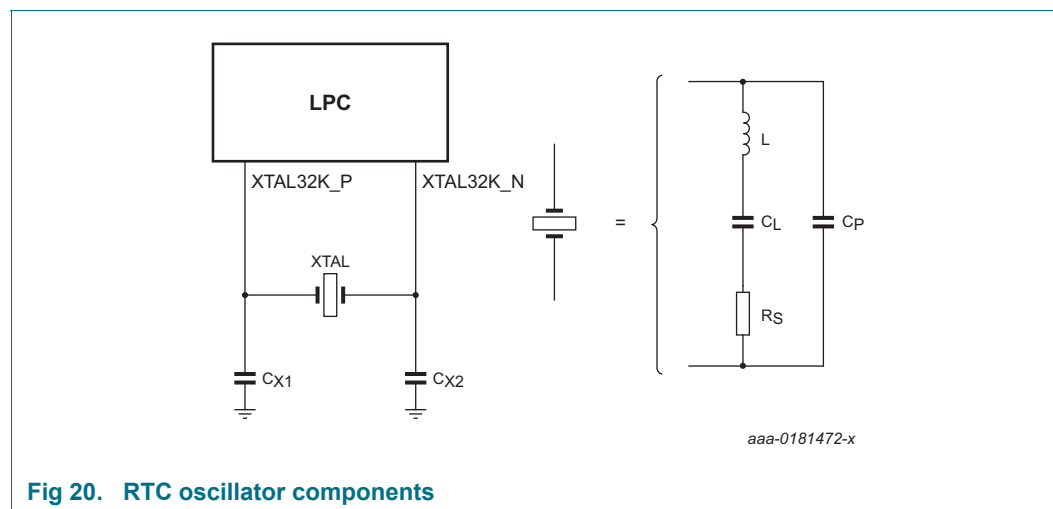 LPC
XTAL32K_P XTAL32K_N
XTAL
CX1 CX2
=
L
CL CP
RS
aaa-0181472-x
Fig 20. RTC oscillator components